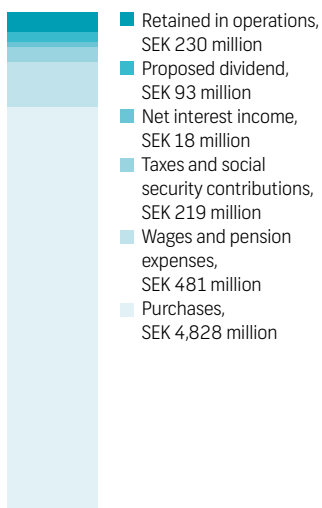 Retained in operations,
SEK 230 million
Proposed dividend,
SEK 93 million
Net interest income,
SEK 18 million
Taxes and social
security contributions,
SEK 219 million
Wages and pension
expenses,
SEK 481 million
Purchases,
SEK 4,828 million